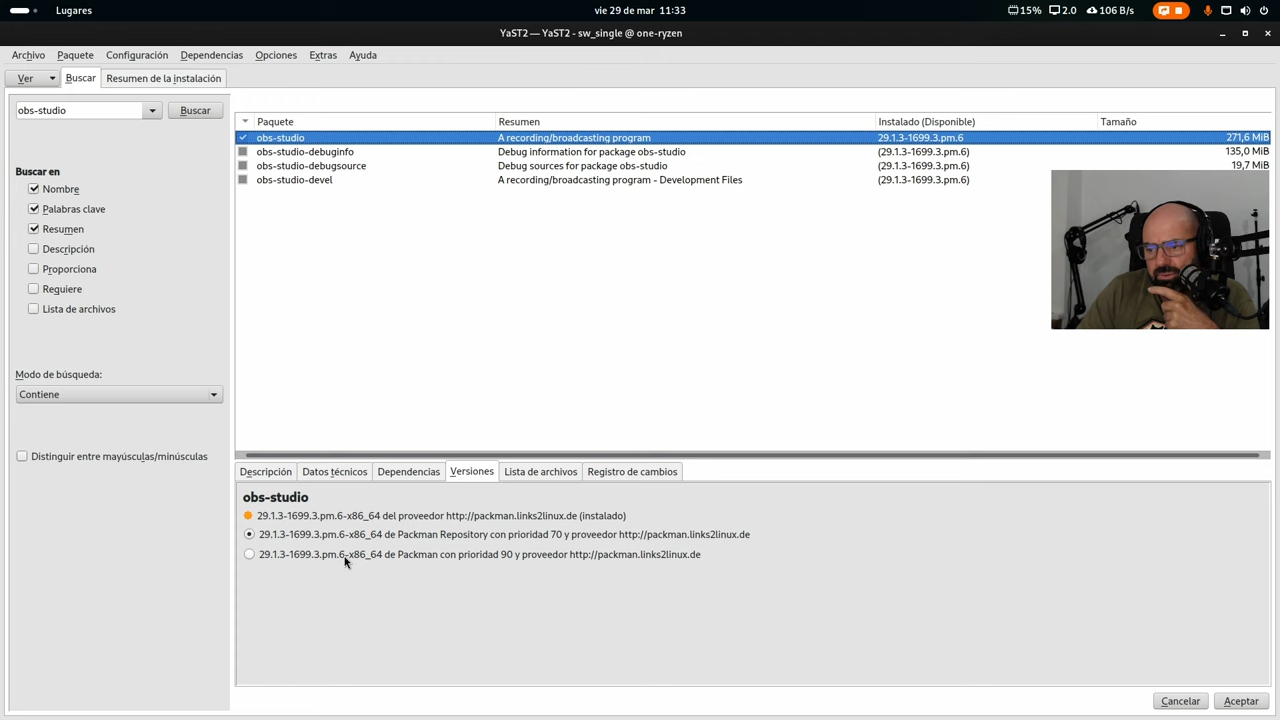 Lugares
vie 29 de mar 11:33
15% 2.0 106 B/s
YaST2 — YaST2 - sw_single @ one-ryzen
Archivo Paquete Configuración Dependencias Opciones Extras Ayuda
Ver Buscar Resumen de la instalación
obs-studio Buscar
Buscar en
Nombre
Palabras clave
Resumen
Descripción
Proporciona
Requiere
Lista de archivos
Modo de búsqueda:
Contiene
Distinguir entre mayúsculas/minúsculas
Paquete Resumen Instalado (Disponible) Tamaño
obs-studio A recording/broadcasting program 29.1.3-1699.3.pm.6 271,6 MiB
obs-studio-debuginfo Debug information for package obs-studio (29.1.3-1699.3.pm.6) 135,0 MiB
obs-studio-debugsource Debug sources for package obs-studio (29.1.3-1699.3.pm.6) 19,7 MiB
obs-studio-devel A recording/broadcasting program - Development Files (29.1.3-1699.3.pm.6)
Descripción Datos técnicos Dependencias Versiones Lista de archivos Registro de cambios
obs-studio
29.1.3-1699.3.pm.6-x86_64 del proveedor http://packman.links2linux.de (instalado)
29.1.3-1699.3.pm.6-x86_64 de Packman Repository con prioridad 70 y proveedor http://packman.links2linux.de
29.1.3-1699.3.pm.6-x86_64 de Packman con prioridad 90 y proveedor http://packman.links2linux.de
Cancelar Aceptar